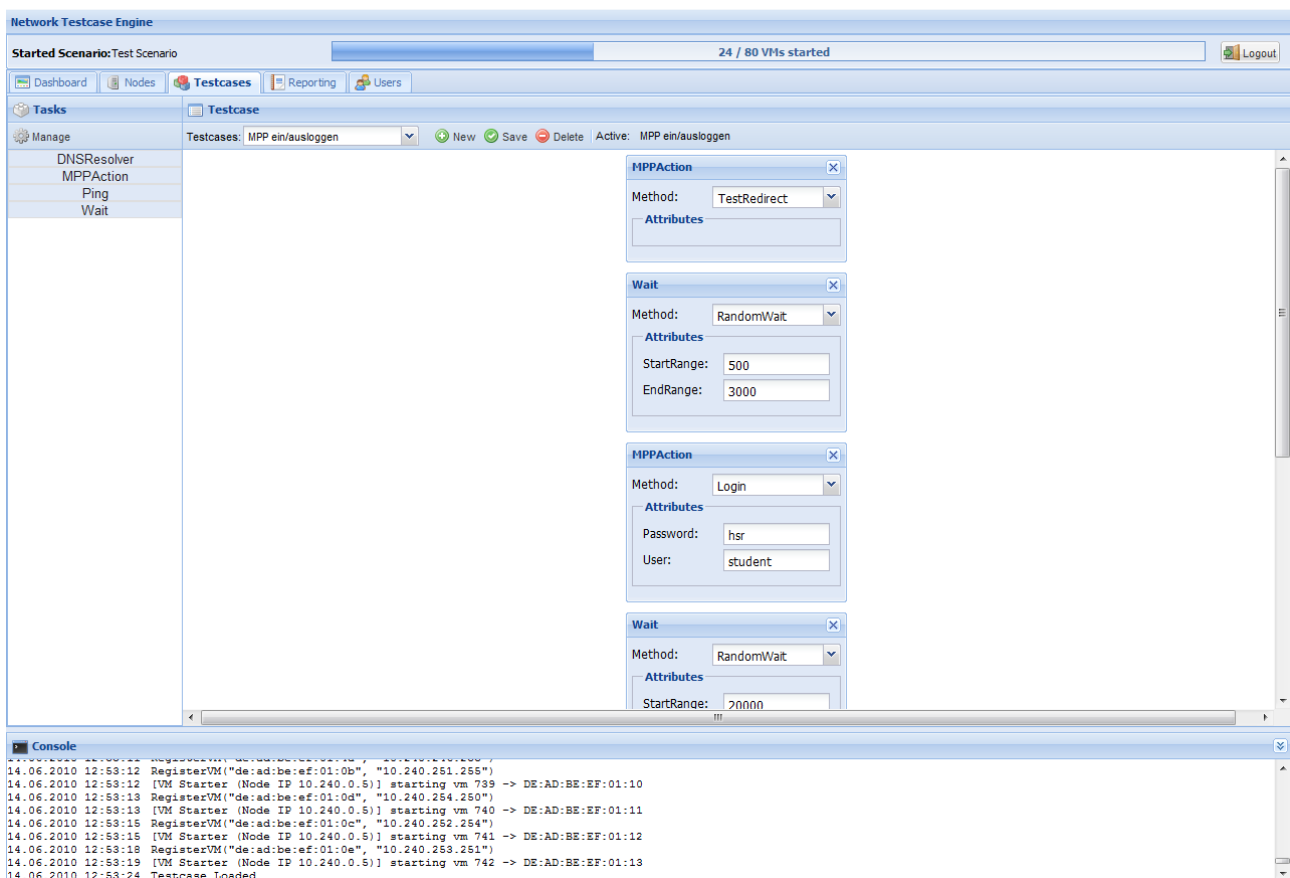 Network Testcase Engine
Started Scenario:Test Scenario 24 / 80 VMs started Logout
Dashboard Nodes Testcases Reporting Users
Tasks Testcase
Manage Testcases: MPP ein/ausloggen New Save Delete Active: MPP ein/ausloggen
DNSResolver
MPPAction
Ping
Wait
MPPAction
Method: TestRedirect
Attributes
Wait
Method: RandomWait
Attributes
StartRange: 500
EndRange: 3000
MPPAction
Method: Login
Attributes
Password: hsr
User: student
Wait
Method: RandomWait
Attributes
StartRange: 20000
Console
14.06.2010 12:53:12 RegisterVM("de:ad:be:ef:01:0b", "10.240.251.255")
14.06.2010 12:53:12 [VM Starter (Node IP 10.240.0.5)] starting vm 739 -> DE:AD:BE:EF:01:10
14.06.2010 12:53:13 RegisterVM("de:ad:be:ef:01:0d", "10.240.254.250")
14.06.2010 12:53:13 [VM Starter (Node IP 10.240.0.5)] starting vm 740 -> DE:AD:BE:EF:01:11
14.06.2010 12:53:15 RegisterVM("de:ad:be:ef:01:0c", "10.240.252.254")
14.06.2010 12:53:15 [VM Starter (Node IP 10.240.0.5)] starting vm 741 -> DE:AD:BE:EF:01:12
14.06.2010 12:53:18 RegisterVM("de:ad:be:ef:01:0e", "10.240.253.251")
14.06.2010 12:53:19 [VM Starter (Node IP 10.240.0.5)] starting vm 742 -> DE:AD:BE:EF:01:13
14.06.2010 12:53:24 Testcase Loaded